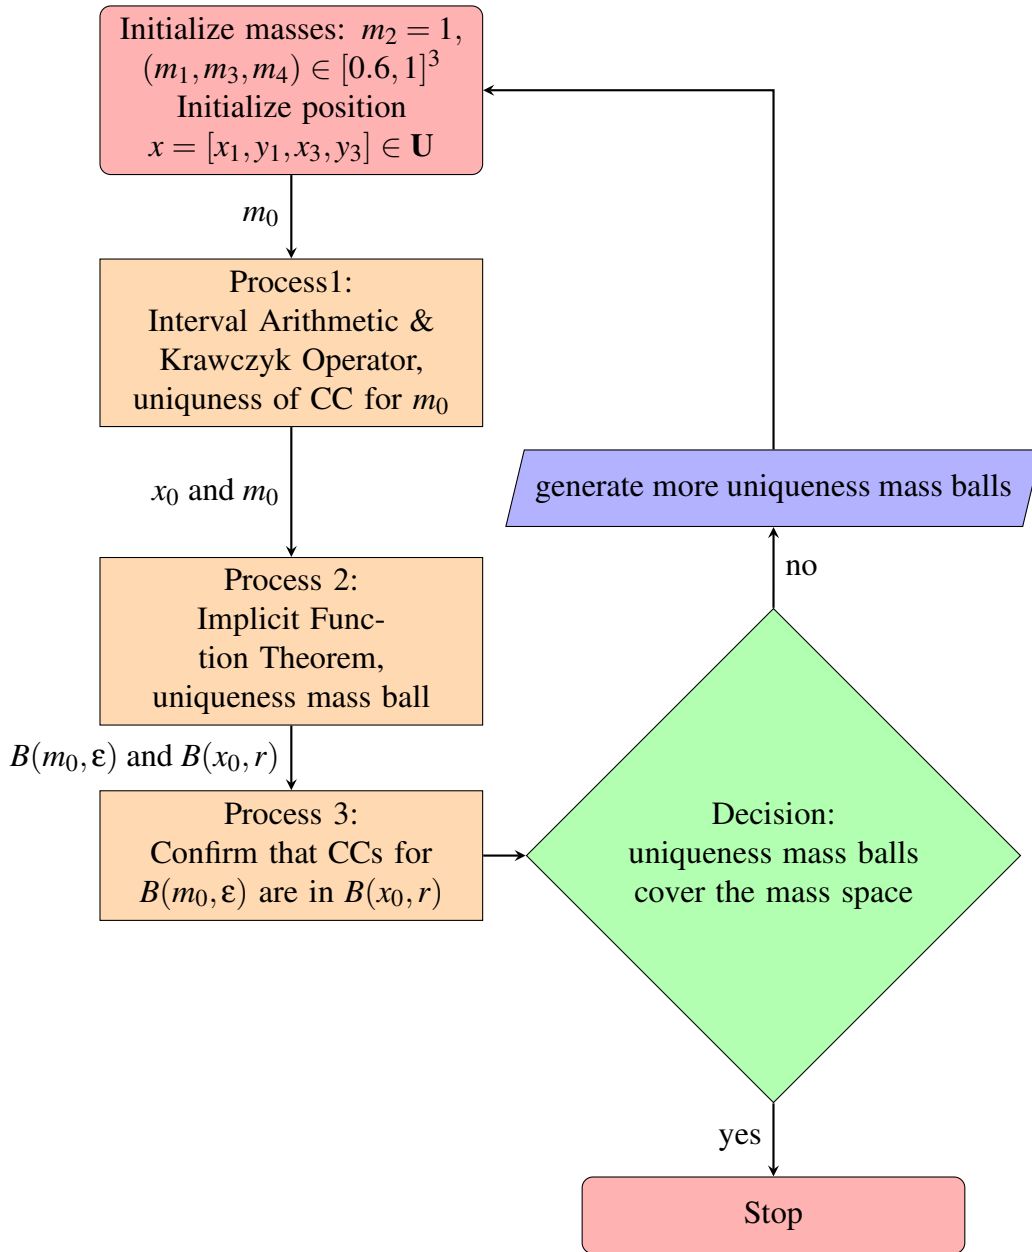 Initialize masses: m₂ = 1,
(m₁, m₃, m₄) ∈ [0.6, 1]³
Initialize position
x = [x₁, y₁, x₃, y₃] ∈ U
m₀
Process1:
Interval Arithmetic &
Krawczyk Operator,
uniquness of CC for m₀
x₀ and m₀
Process 2:
Implicit Func-
tion Theorem,
uniqueness mass ball
B(m₀, ε) and B(x₀, r)
Process 3:
Confirm that CCs for
B(m₀, ε) are in B(x₀, r)
Decision:
uniqueness mass balls
cover the mass space
no
generate more uniqueness mass balls
yes
Stop